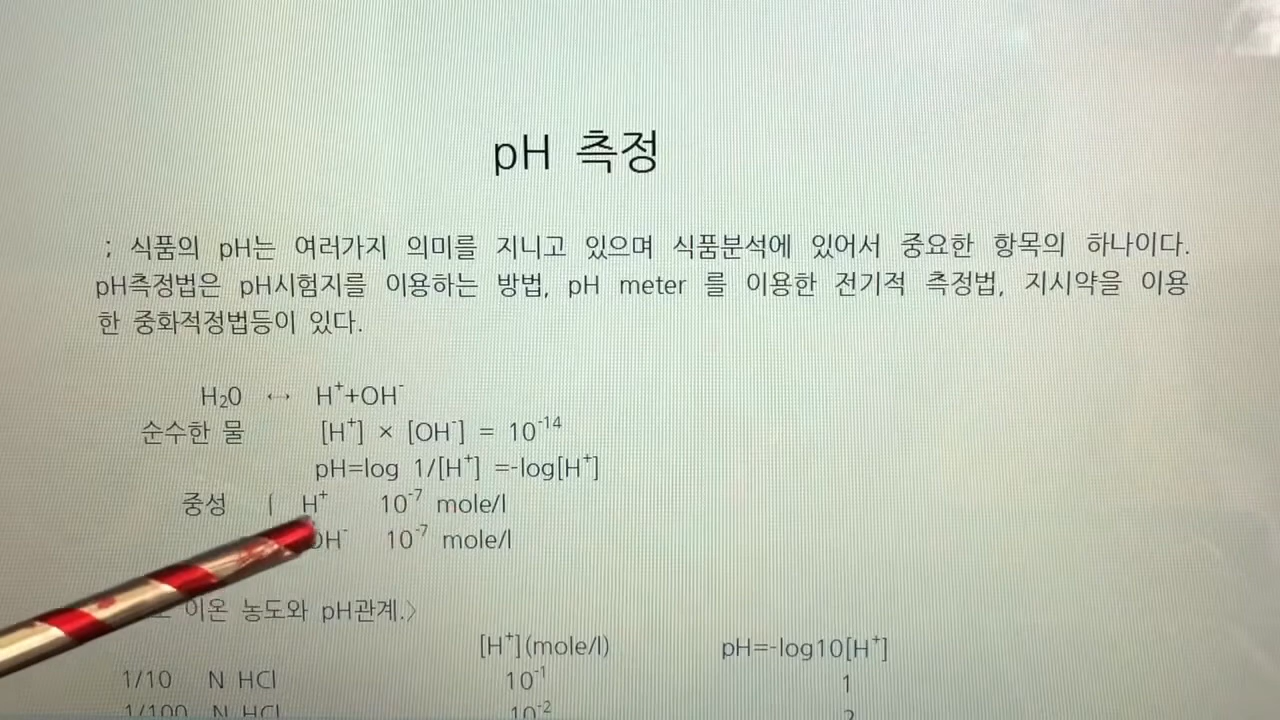 pH 측정
; 식품의 pH는 여러가지 의미를 지니고 있으며 식품분석에 있어서 중요한 항목의 하나이다.
pH측정법은 pH시험지를 이용하는 방법, pH meter 를 이용한 전기적 측정법, 지시약을 이용
한 중화적정법등이 있다.
H₂0 ↔ H⁺+OH⁻
순수한 물 [H⁺] × [OH⁻] = 10⁻¹⁴
pH=log 1/[H⁺] =-log[H⁺]
중성 ( H⁺ 10⁻⁷ mole/l
OH⁻ 10⁻⁷ mole/l
이온 농도와 pH관계.〉
[H⁺](mole/l) pH=-log10[H⁺]
1/10 N HCl 10⁻¹ 1
1/100 N HCl 10⁻² 2